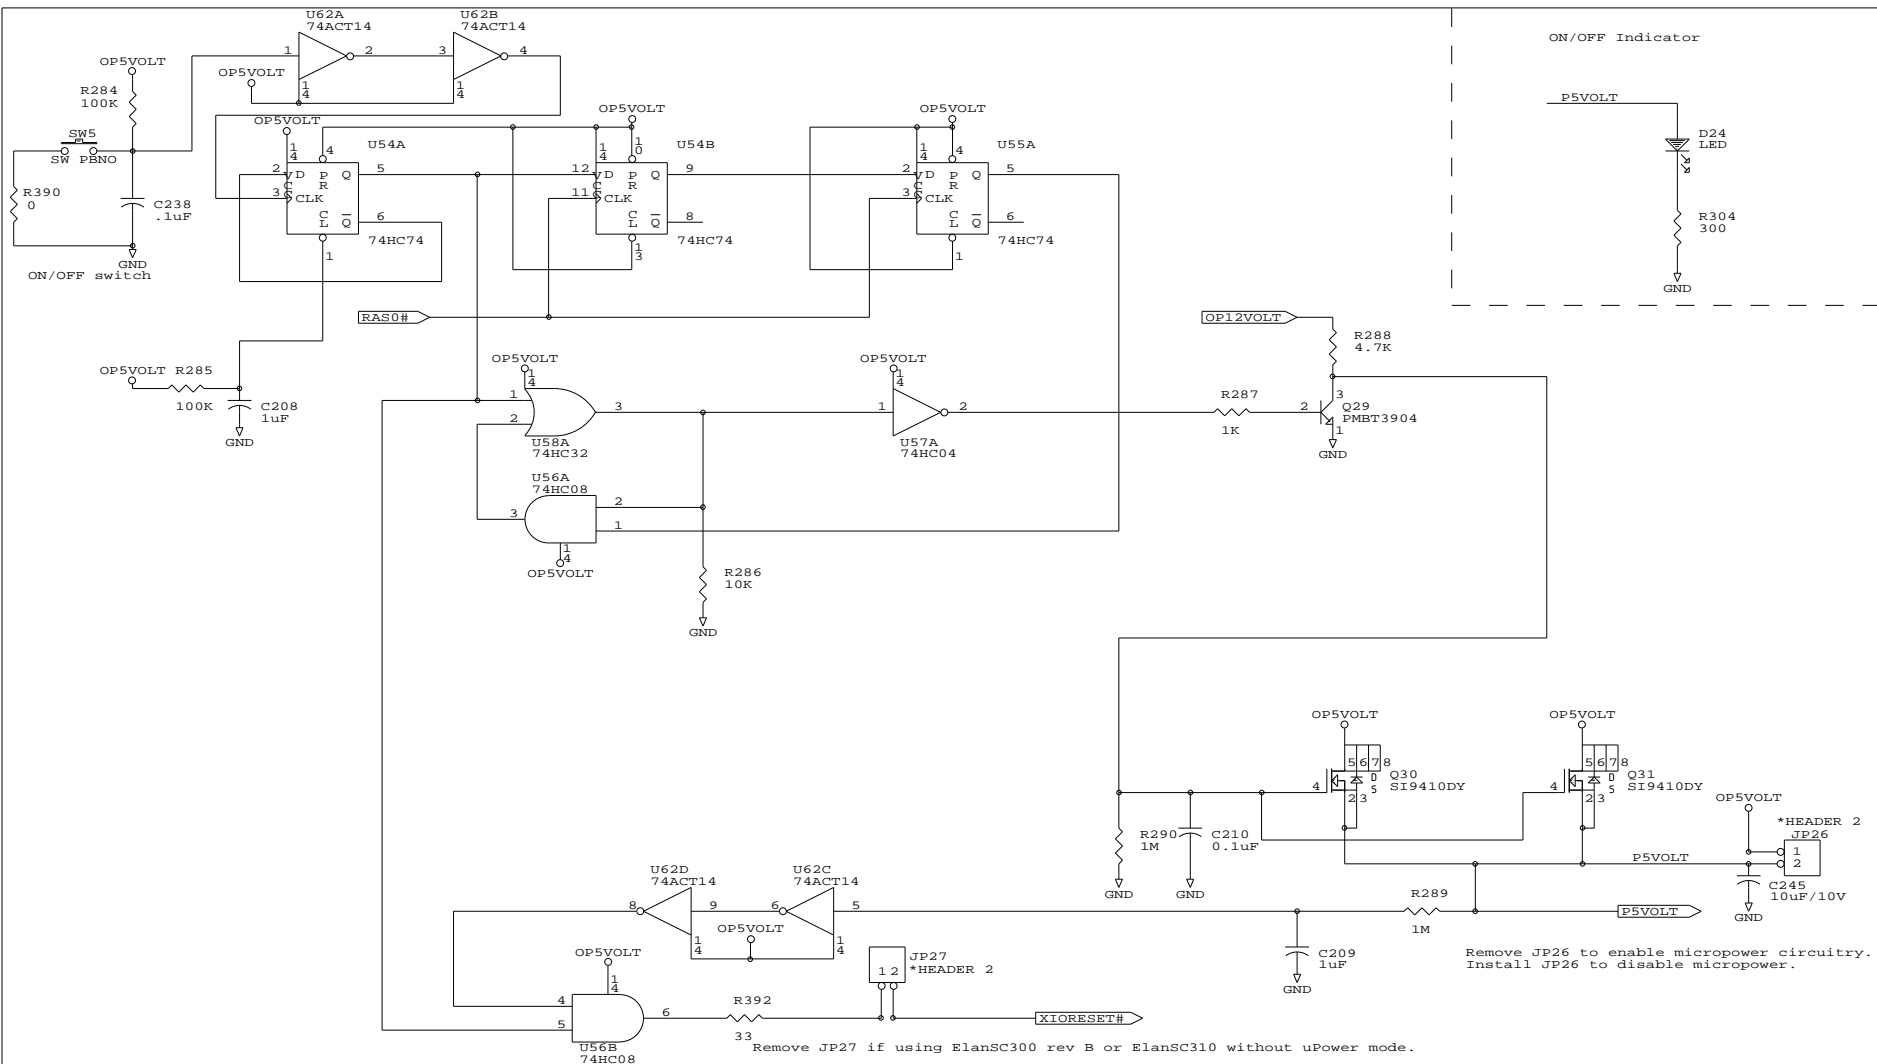 U62A
74ACT14
U62B
74ACT14
1
2
3
4
1
4
1
4
OP5VOLT
OP5VOLT
R284
100K
SW5
SW PBNO
R390
0
C238
.1uF
GND
ON/OFF switch
OP5VOLT
1
4
4
U54A
2
D
P
R
Q
5
3
CLK
C
L
Q
6
VCC
74HC74
1
OP5VOLT
1
4
1
0
U54B
12
D
P
R
Q
9
11
CLK
C
L
Q
8
VCC
74HC74
1
3
OP5VOLT
1
4
4
U55A
2
D
P
R
Q
5
3
CLK
C
L
Q
6
VCC
74HC74
1
ON/OFF Indicator
P5VOLT
D24
LED
R304
300
GND
RAS0#
OP12VOLT
R288
4.7K
OP5VOLT
R285
100K
C208
1uF
GND
OP5VOLT
1
4
1
2
3
U58A
74HC32
OP5VOLT
1
4
1
2
U57A
74HC04
R287
1K
2
3
Q29
PMBT3904
1
GND
U56A
74HC08
3
2
1
1
4
OP5VOLT
R286
10K
GND
OP5VOLT
5
6
7
8
4
D
S
Q30
SI9410DY
2
3
OP5VOLT
5
6
7
8
4
D
S
Q31
SI9410DY
2
3
OP5VOLT
*HEADER 2
JP26
1
2
P5VOLT
R290
1M
GND
C210
0.1uF
GND
C245
10uF/10V
GND
U62D
74ACT14
U62C
74ACT14
8
9
6
5
1
4
1
4
OP5VOLT
R289
1M
P5VOLT
C209
1uF
GND
Remove JP26 to enable micropower circuitry.
Install JP26 to disable micropower.
OP5VOLT
1
4
4
5
6
U56B
74HC08
R392
33
JP27
*HEADER 2
1 2
XIORESET#
Remove JP27 if using ElanSC300 rev B or ElanSC310 without uPower mode.